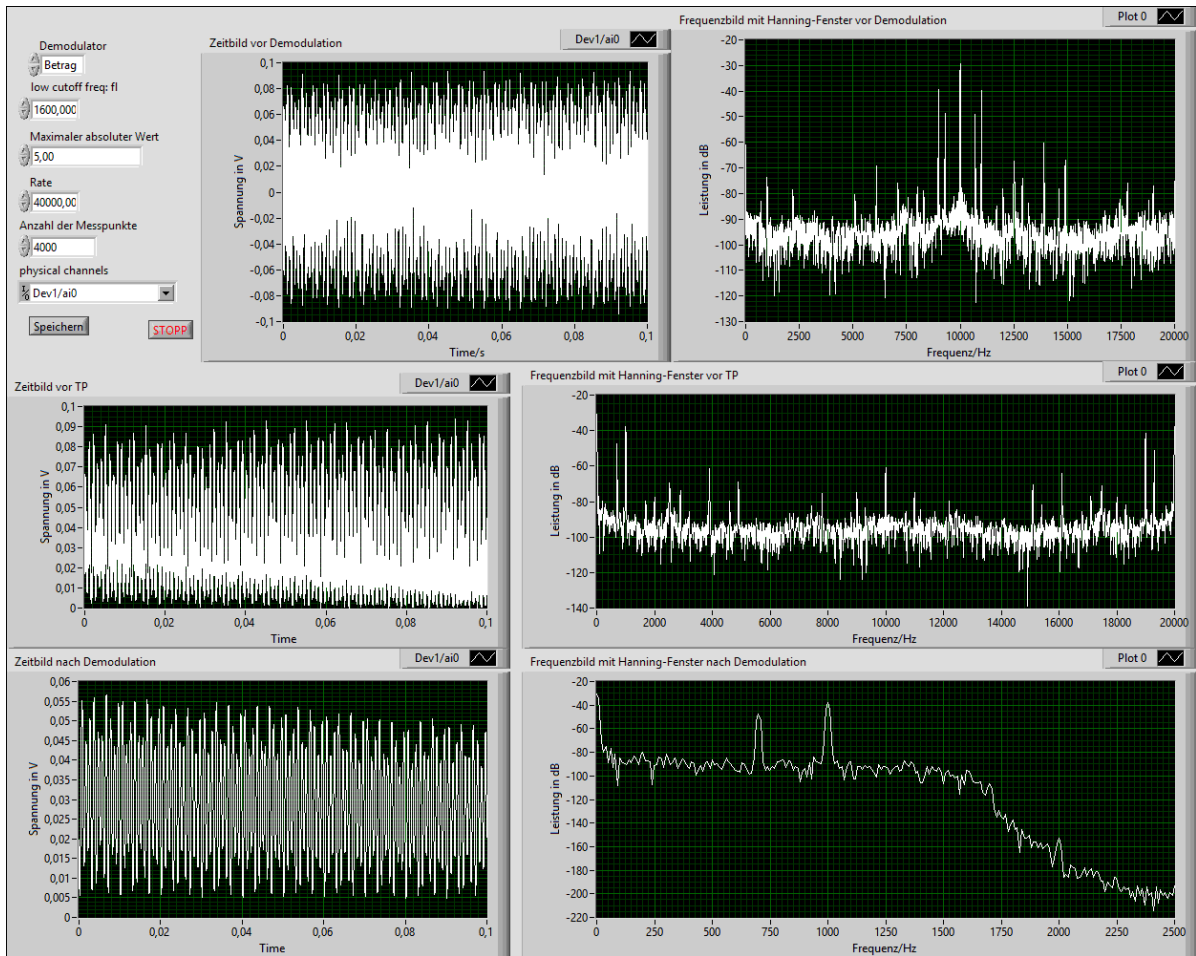 Demodulator
Betrag
low cutoff freq: fl
1600,000
Maximaler absoluter Wert
5,00
Rate
40000,00
Anzahl der Messpunkte
4000
physical channels
Dev1/ai0
Speichern
STOPP
Zeitbild vor Demodulation
Dev1/ai0
Spannung in V
0,1
0,08
0,06
0,04
0,02
0
-0,02
-0,04
-0,06
-0,08
-0,1
0 0,02 0,04 0,06 0,08 0,1
Time/s
Frequenzbild mit Hanning-Fenster vor Demodulation
Plot 0
Leistung in dB
-20
-30
-40
-50
-60
-70
-80
-90
-100
-110
-120
-130
0 2500 5000 7500 10000 12500 15000 17500 20000
Frequenz/Hz
Zeitbild vor TP
Dev1/ai0
Spannung in V
0,1
0,09
0,08
0,07
0,06
0,05
0,04
0,03
0,02
0,01
0
0 0,02 0,04 0,06 0,08 0,1
Time
Frequenzbild mit Hanning-Fenster vor TP
Plot 0
Leistung in dB
-20
-40
-60
-80
-100
-120
-140
0 2000 4000 6000 8000 10000 12000 14000 16000 18000 20000
Frequenz/Hz
Zeitbild nach Demodulation
Dev1/ai0
Spannung in V
0,06
0,055
0,05
0,045
0,04
0,035
0,03
0,025
0,02
0,015
0,01
0,005
0
0 0,02 0,04 0,06 0,08 0,1
Time
Frequenzbild mit Hanning-Fenster nach Demodulation
Plot 0
Leistung in dB
-20
-40
-60
-80
-100
-120
-140
-160
-180
-200
-220
0 250 500 750 1000 1250 1500 1750 2000 2250 2500
Frequenz/Hz